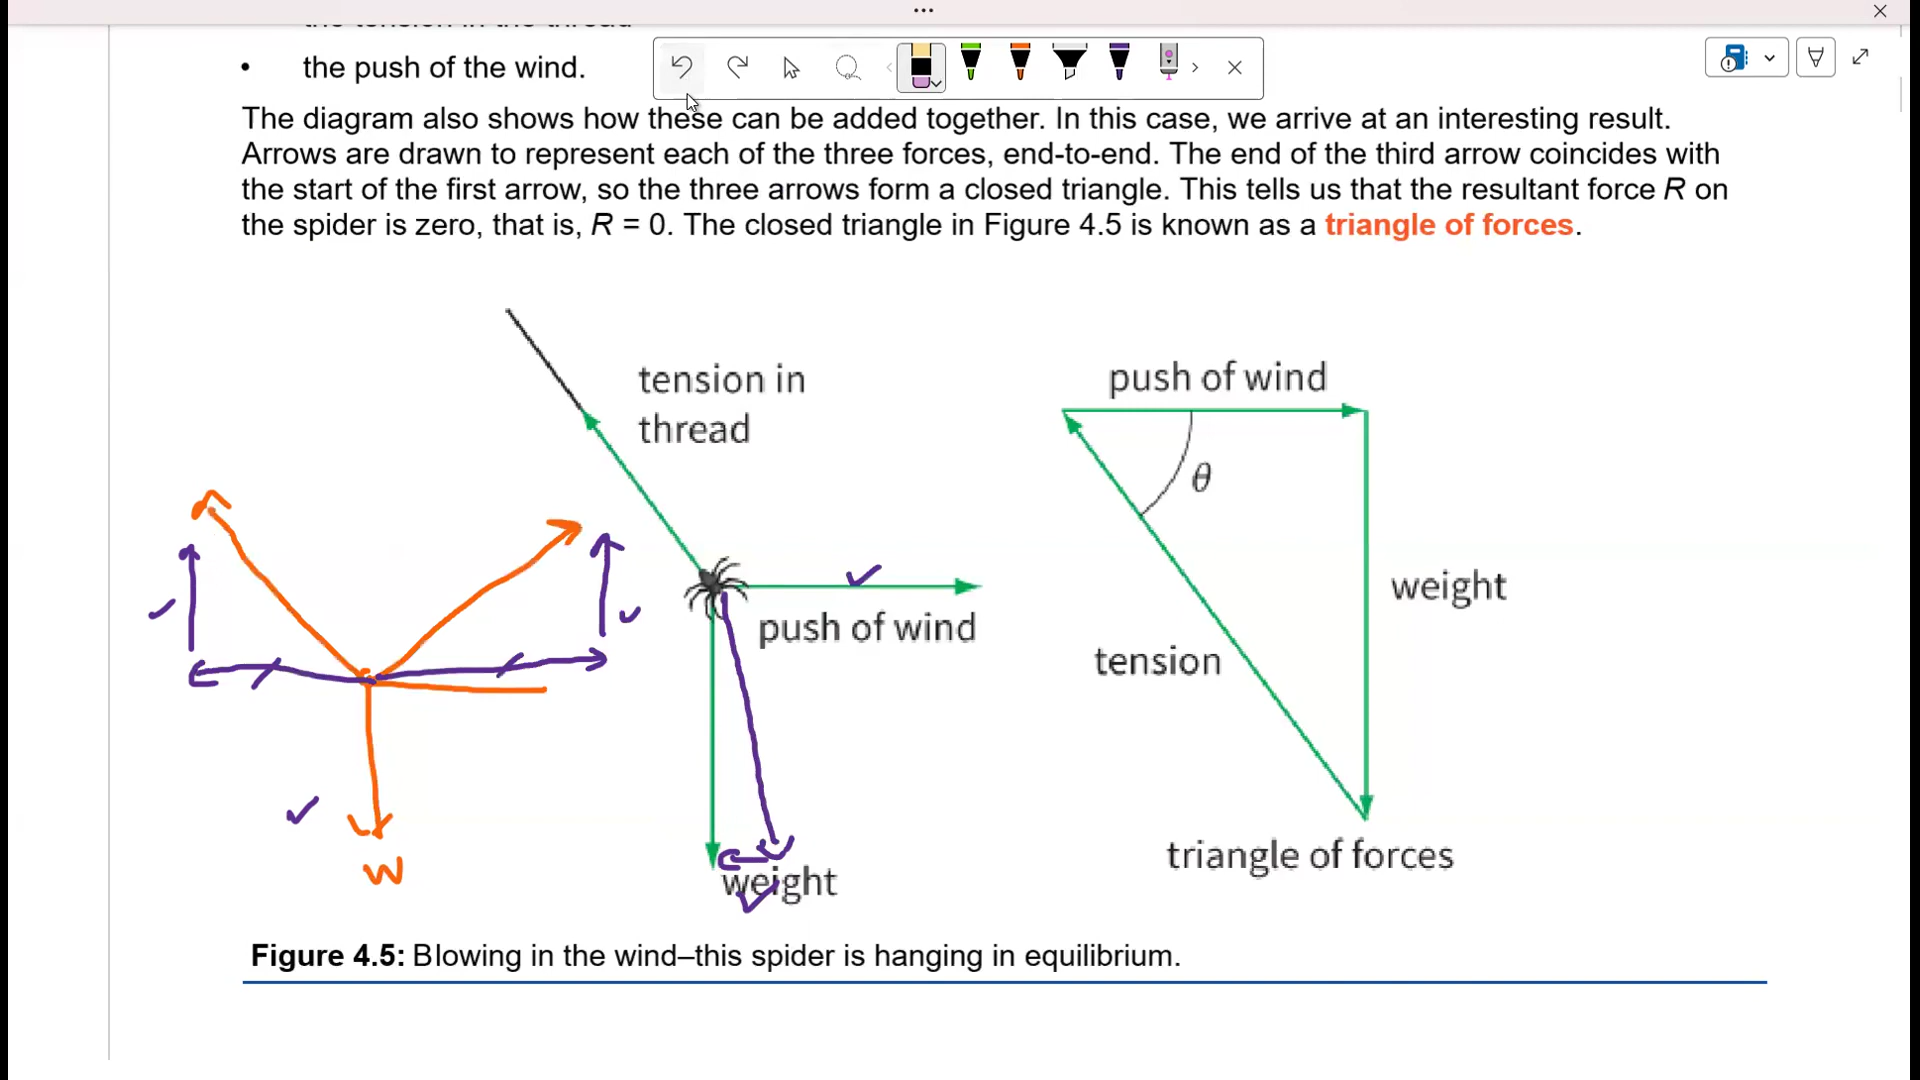 the tension in the thread
• the push of the wind.
The diagram also shows how these can be added together. In this case, we arrive at an interesting result.
Arrows are drawn to represent each of the three forces, end-to-end. The end of the third arrow coincides with
the start of the first arrow, so the three arrows form a closed triangle. This tells us that the resultant force R on
the spider is zero, that is, R = 0. The closed triangle in Figure 4.5 is known as a triangle of forces.
tension in
thread
push of wind
weight
W
push of wind
θ
weight
tension
triangle of forces
Figure 4.5: Blowing in the wind–this spider is hanging in equilibrium.